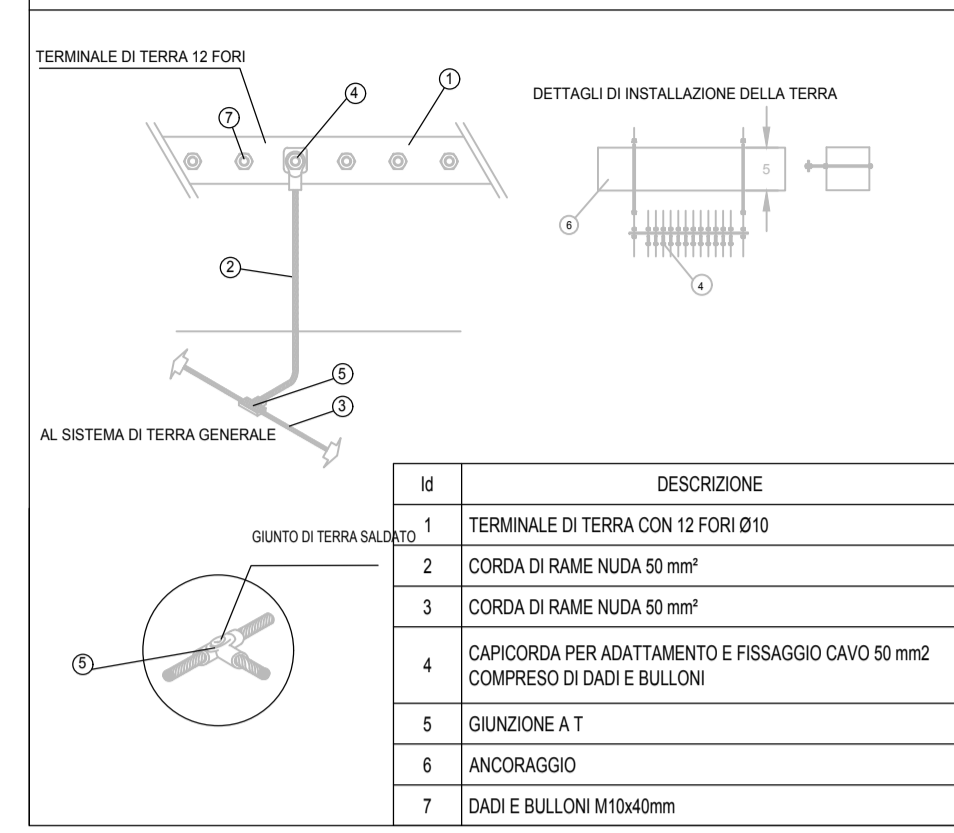 TERMINALE DI TERRA 12 FORI
1
4
7
DETTAGLI DI INSTALLAZIONE DELLA TERRA
5
6
4
2
5
3
AL SISTEMA DI TERRA GENERALE
GIUNTO DI TERRA SALDATO
5
Id DESCRIZIONE
1 TERMINALE DI TERRA CON 12 FORI Ø10
2 CORDA DI RAME NUDA 50 mm²
3 CORDA DI RAME NUDA 50 mm²
4 CAPICORDA PER ADATTAMENTO E FISSAGGIO CAVO 50 mm2
COMPRESO DI DADI E BULLONI
5 GIUNZIONE A T
6 ANCORAGGIO
7 DADI E BULLONI M10x40mm